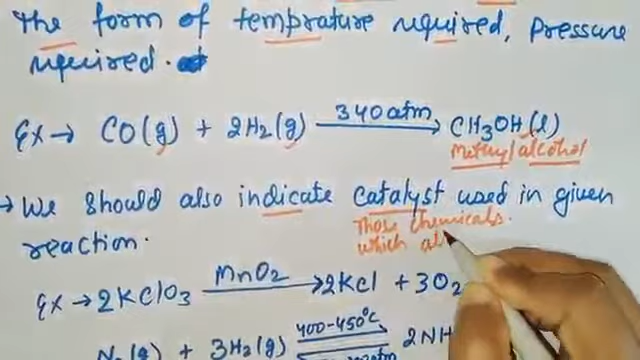 The form of temprature required, pressure
required.
Ex → CO(g) + 2H2(g) 340atm → CH3OH(l)
Methyl alcohol
→ We should also indicate catalyst used in given
Those chemicals.
reaction.
which al
Ex → 2KClO3 MnO2 → 2KCl + 3O2
N2(g) + 3H2(g) 400-450°C 2NH